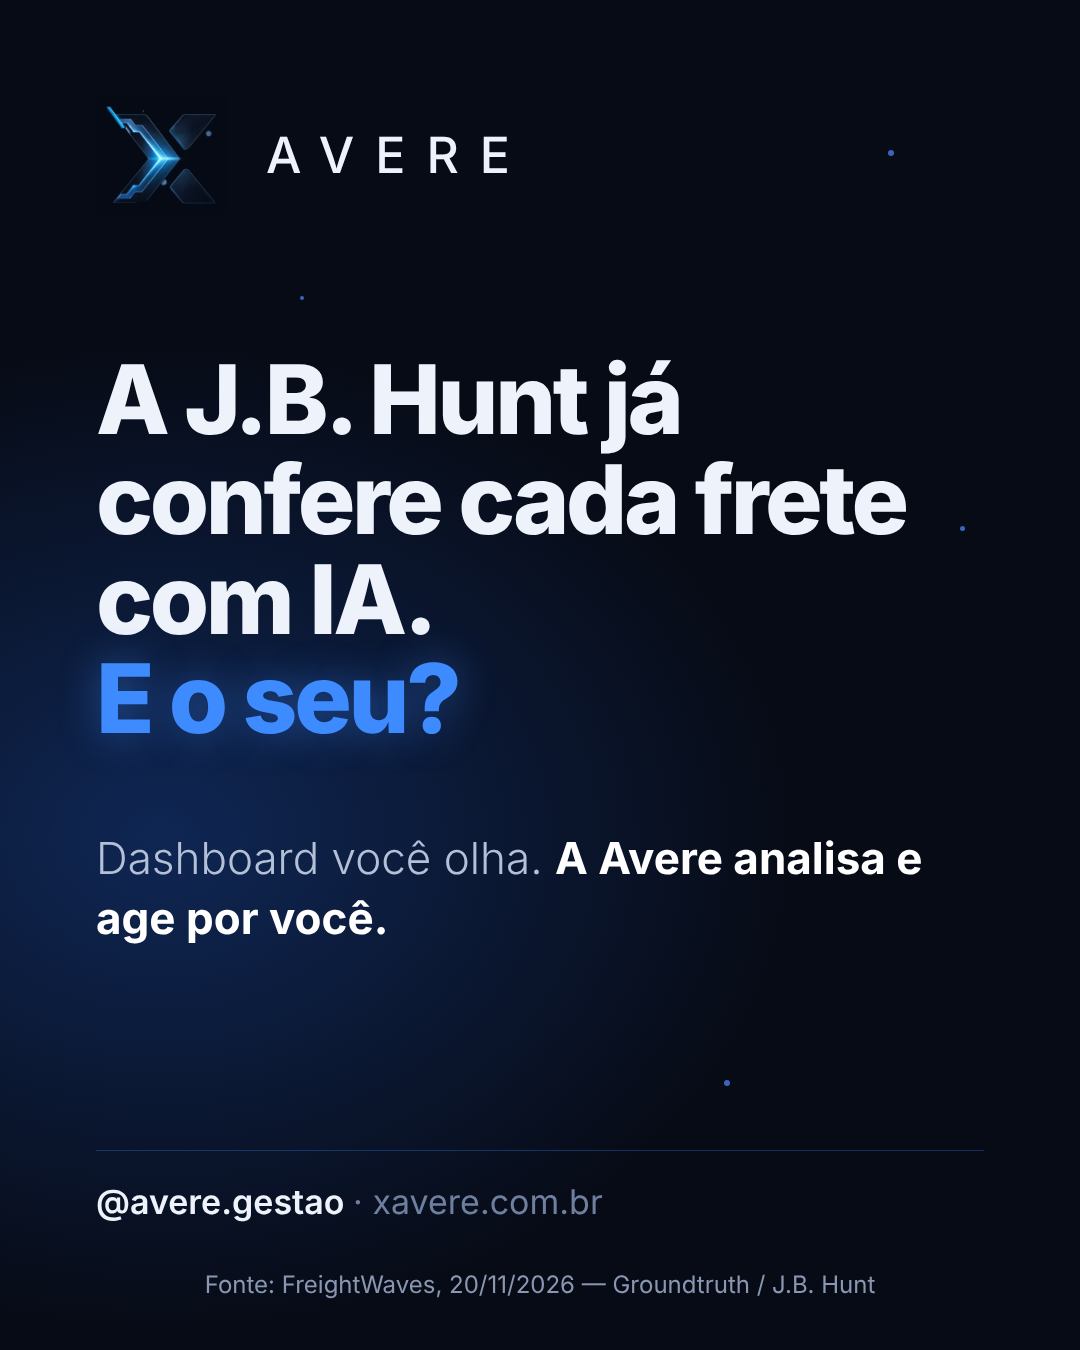 AVERE
A J.B. Hunt já
confere cada frete
com IA.
E o seu?
Dashboard você olha. A Avere analisa e
age por você.
@avere.gestao · xavere.com.br
Fonte: FreightWaves, 20/11/2026 — Groundtruth / J.B. Hunt